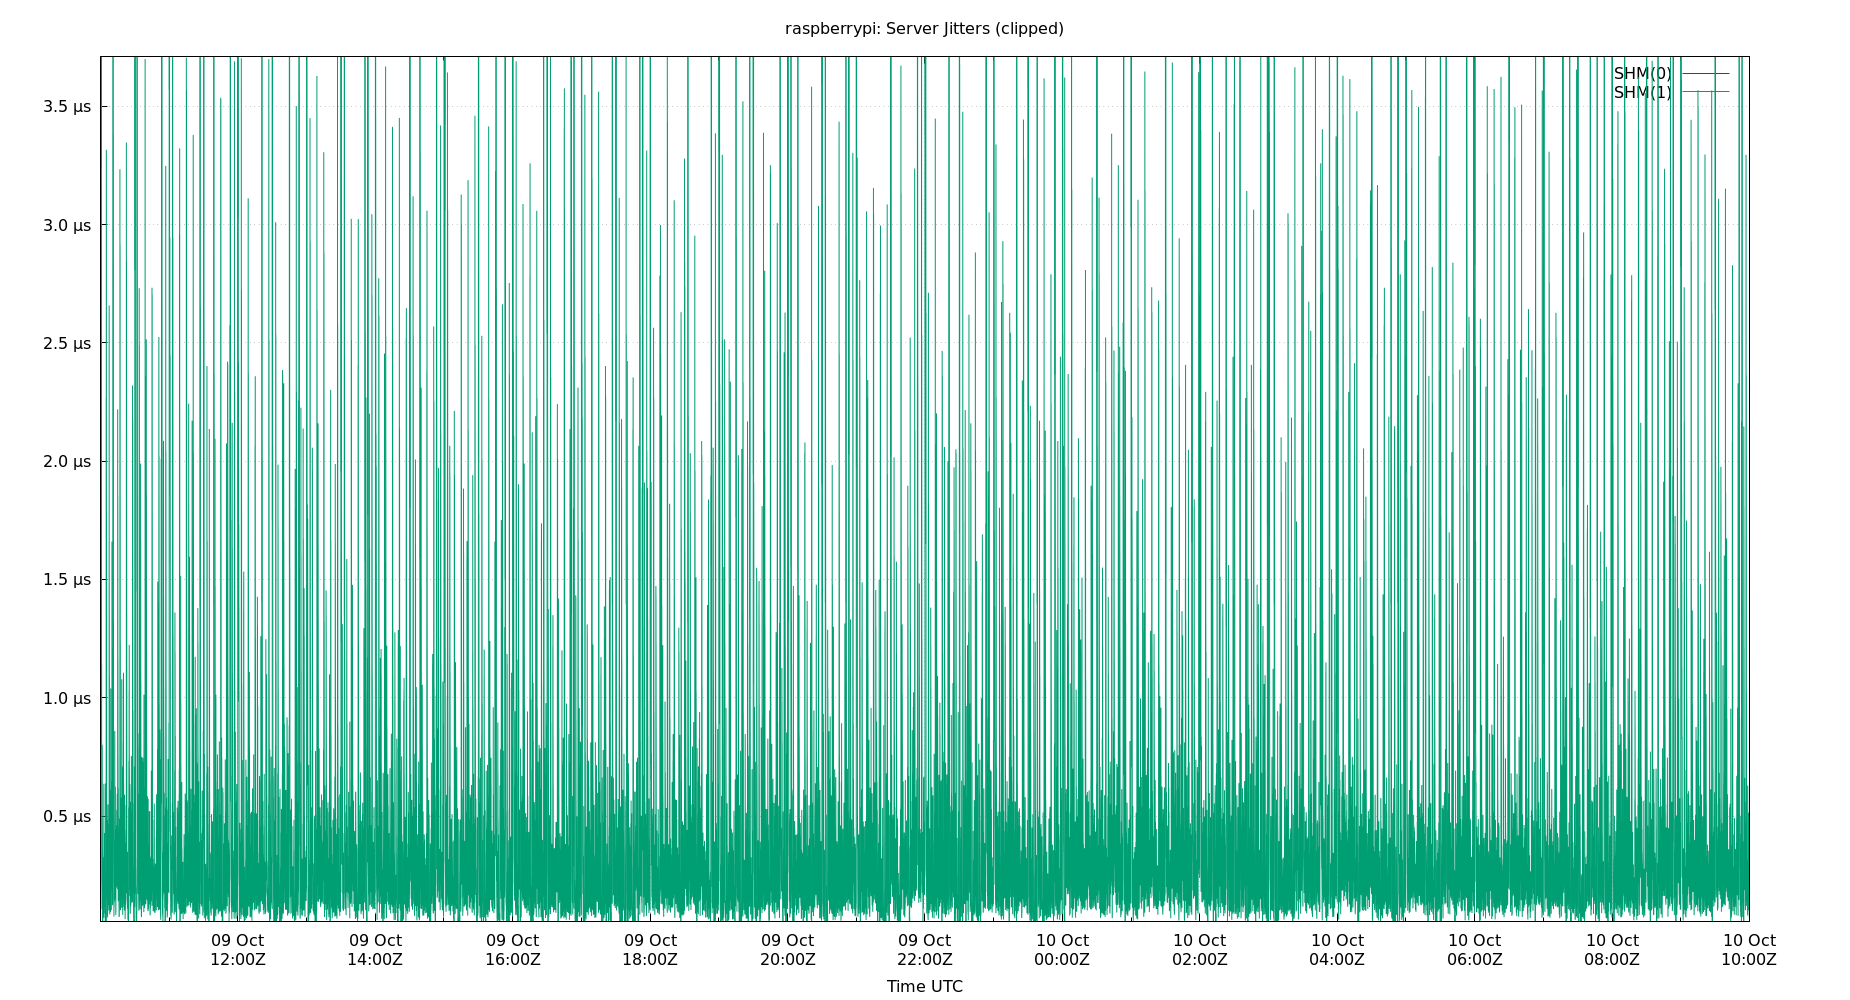 raspberrypi: Server Jitters (clipped)
SHM(0)
SHM(1)
3.5 µs
3.0 µs
2.5 µs
2.0 µs
1.5 µs
1.0 µs
0.5 µs
09 Oct 09 Oct 09 Oct 09 Oct 09 Oct 09 Oct 10 Oct 10 Oct 10 Oct 10 Oct 10 Oct 10 Oct
12:00Z 14:00Z 16:00Z 18:00Z 20:00Z 22:00Z 00:00Z 02:00Z 04:00Z 06:00Z 08:00Z 10:00Z
Time UTC